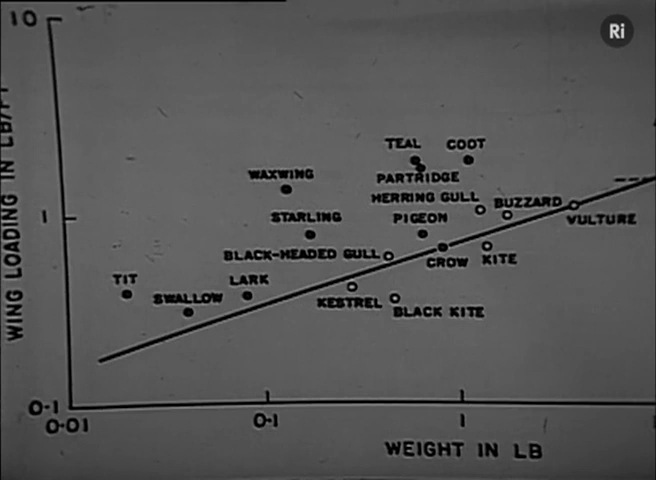 10
Ri
TEAL
COOT
WAXWING
PARTRIDGE
HERRING GULL
BUZZARD
STARLING
PIGEON
VULTURE
1
BLACK-HEADED GULL
CROW
KITE
TIT
LARK
SWALLOW
KESTREL
BLACK KITE
WING LOADING IN LB/
0·1
0·01
0·1
1
WEIGHT IN LB